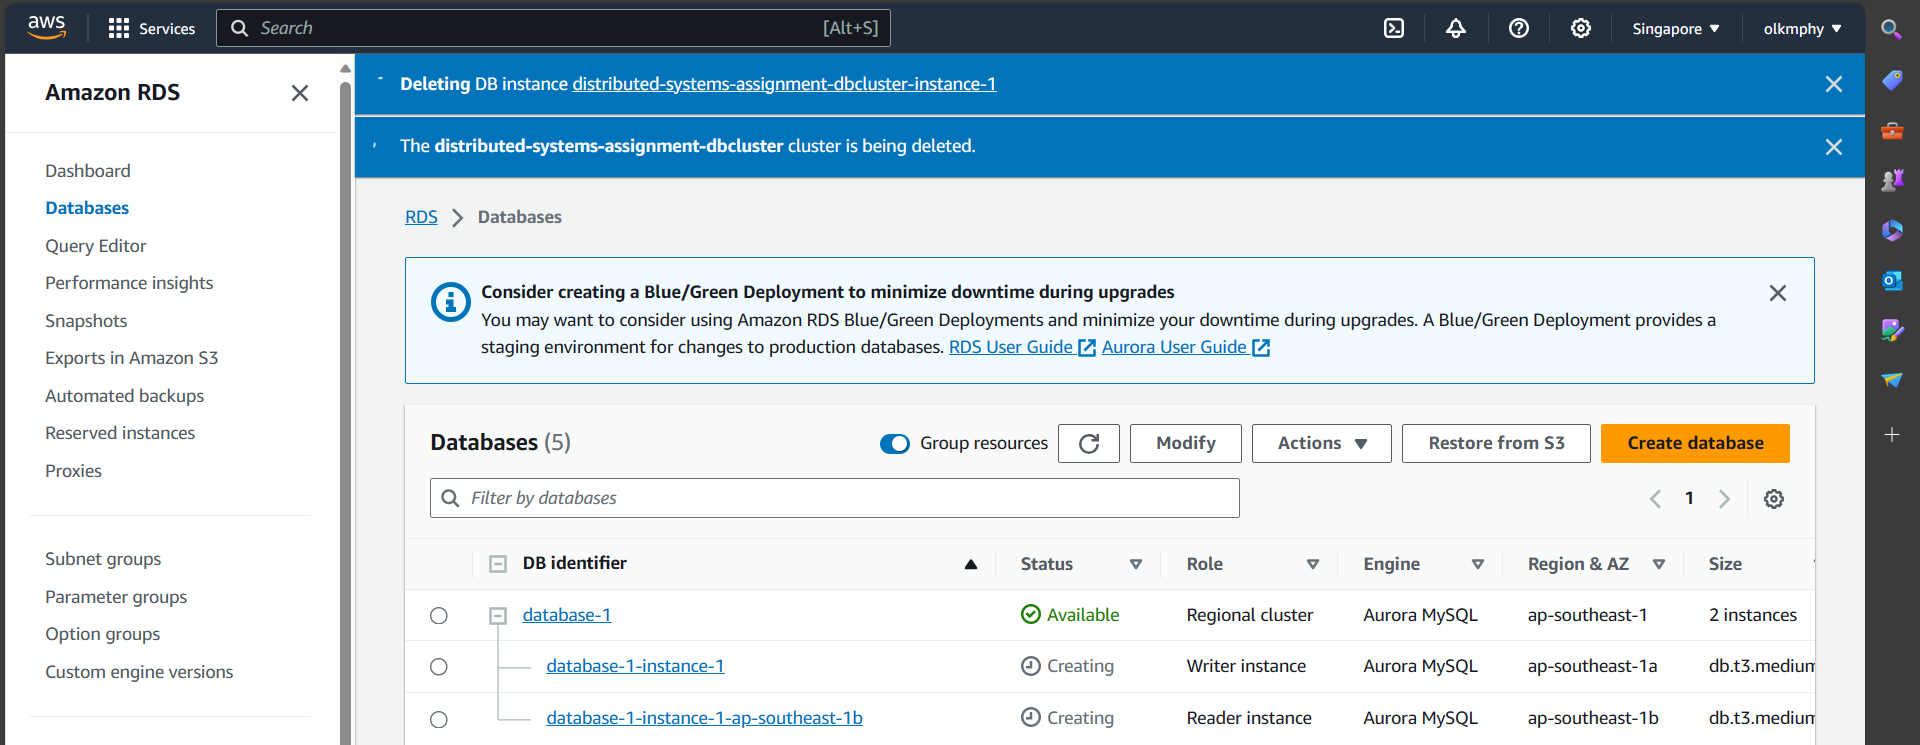 aws
Services
Search [Alt+S]
Singapore
olkmphy
Amazon RDS
Dashboard
Databases
Query Editor
Performance insights
Snapshots
Exports in Amazon S3
Automated backups
Reserved instances
Proxies
Subnet groups
Parameter groups
Option groups
Custom engine versions
Deleting DB instance distributed-systems-assignment-dbcluster-instance-1
The distributed-systems-assignment-dbcluster cluster is being deleted.
RDS Databases
Consider creating a Blue/Green Deployment to minimize downtime during upgrades
You may want to consider using Amazon RDS Blue/Green Deployments and minimize your downtime during upgrades. A Blue/Green Deployment provides a
staging environment for changes to production databases. RDS User Guide Aurora User Guide
Databases (5)
Group resources
Modify
Actions
Restore from S3
Create database
Filter by databases
1
DB identifier Status Role Engine Region & AZ Size
database-1 Available Regional cluster Aurora MySQL ap-southeast-1 2 instances
database-1-instance-1 Creating Writer instance Aurora MySQL ap-southeast-1a db.t3.medium
database-1-instance-1-ap-southeast-1b Creating Reader instance Aurora MySQL ap-southeast-1b db.t3.medium